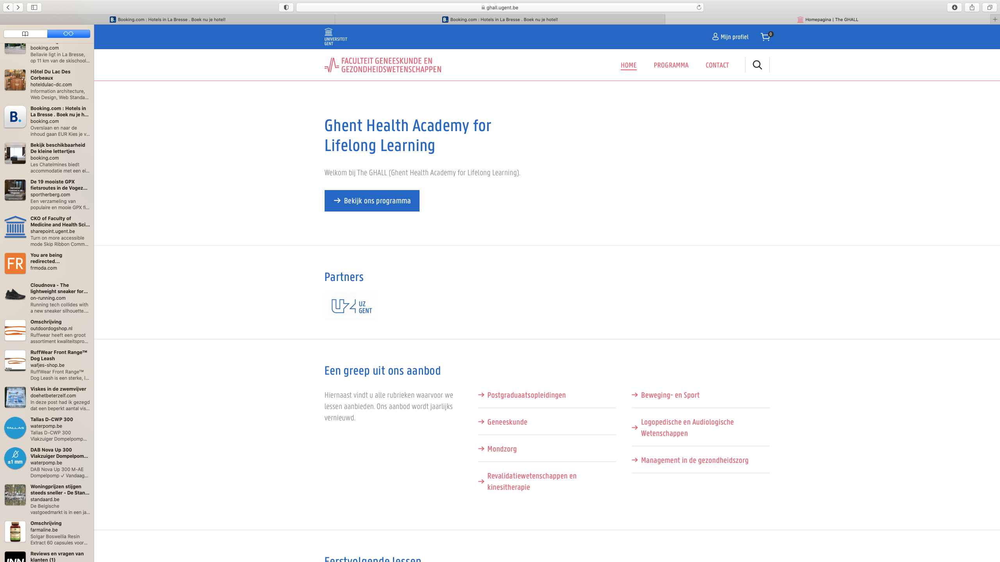 ghall.ugent.be
Booking.com : Hotels in La Bresse . Boek nu je hotel!
Booking.com : Hotels in La Bresse . Boek nu je hotel!
Homepagina | The GHALL
booking.com
Bellavie ligt in La Bresse,
op 11 km van de skischool...
Hôtel Du Lac Des
Corbeaux
hoteldulac-dc.com
Information architecture,
Web Design, Web Standa...
B.
Booking.com : Hotels in
La Bresse . Boek nu je h...
booking.com
Overslaan en naar de
inhoud gaan EUR Kies je v...
Bekijk beschikbaarheid
De kleine lettertjes
booking.com
Les Chatelmines biedt
accommodatie met een ei...
Het ideale
fietshotel in de
Vogezen
sportherberg.com
De 19 mooiste GPX
fietsroutes in de Vogez...
sportherberg.com
Een verzameling van
populaire en mooie GPX fi...
CKO of Faculty of
Medicine and Health Sci...
sharepoint.ugent.be
Turn on more accessible
mode Skip Ribbon Comm...
FR
You are being
redirected...
frmoda.com
Cloudnova - The
lightweight sneaker for...
on-running.com
Running tech collides with
a new sneaker silhouette....
Omschrijving
outdoordogshop.nl
Ruffwear heeft een groot
assortiment kwaliteitspro...
Wafjes
RuffWear Front Range™
Dog Leash
wafjes-shop.be
RuffWear Front Range™
Dog Leash is een sterke, l...
Viskes in de zwemvijver
doehetbeterzelf.com
In deze post had ik gezegd
dat een beperkt aantal vis...
TALLAS
Tallas D-CWP 300
waterpomp.be
Tallas D-CWP 300
Vlakzuiger Dompelpomp...
±1 mm
DAB Nova Up 300
Vlakzuiger Dompelpom...
waterpomp.be
DAB Nova Up 300 M-AE
Dompelpomp ✓ Vandaag...
Woningprijzen stijgen
steeds sneller - De Stan...
standaard.be
De Belgische
vastgoedmarkt is in een ja...
Omschrijving
farmaline.be
Solgar Boswellia Resin
Extract 60 capsules voor...
Reviews en vragen van
klanten (1)
UNIVERSITEIT
GENT
Mijn profiel
0
FACULTEIT GENEESKUNDE EN
GEZONDHEIDSWETENSCHAPPEN
HOME
PROGRAMMA
CONTACT
Ghent Health Academy for
Lifelong Learning
Welkom bij The GHALL (Ghent Health Academy for Lifelong Learning).
Bekijk ons programma
Partners
UZ
GENT
Een greep uit ons aanbod
Hiernaast vindt u alle rubrieken waarvoor we
lessen aanbieden. Ons aanbod wordt jaarlijks
vernieuwd.
Postgraduaatsopleidingen
Geneeskunde
Mondzorg
Revalidatiewetenschappen en
kinesitherapie
Beweging- en Sport
Logopedische en Audiologische
Wetenschappen
Management in de gezondheidszorg
Eerstvolgende lessen